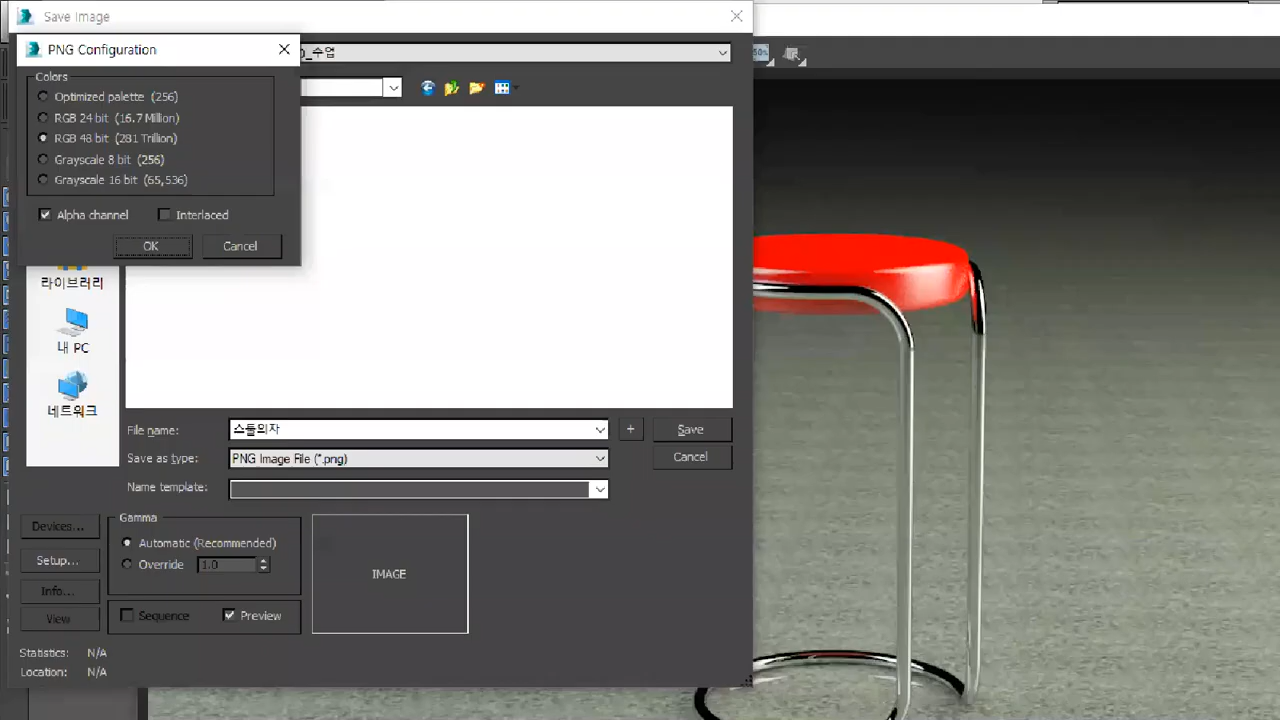 Save Image
PNG Configuration
_수업
Colors
Optimized palette (256)
RGB 24 bit (16.7 Million)
RGB 48 bit (281 Trillion)
Grayscale 8 bit (256)
Grayscale 16 bit (65,536)
Alpha channel
Interlaced
OK
Cancel
50%
라이브러리
내 PC
네트워크
File name:
스툴의자
+
Save
Save as type:
PNG Image File (*.png)
Cancel
Name template:
Devices...
Setup...
Info...
View
Gamma
Automatic (Recommended)
Override
1.0
Sequence
Preview
IMAGE
Statistics: N/A
Location: N/A